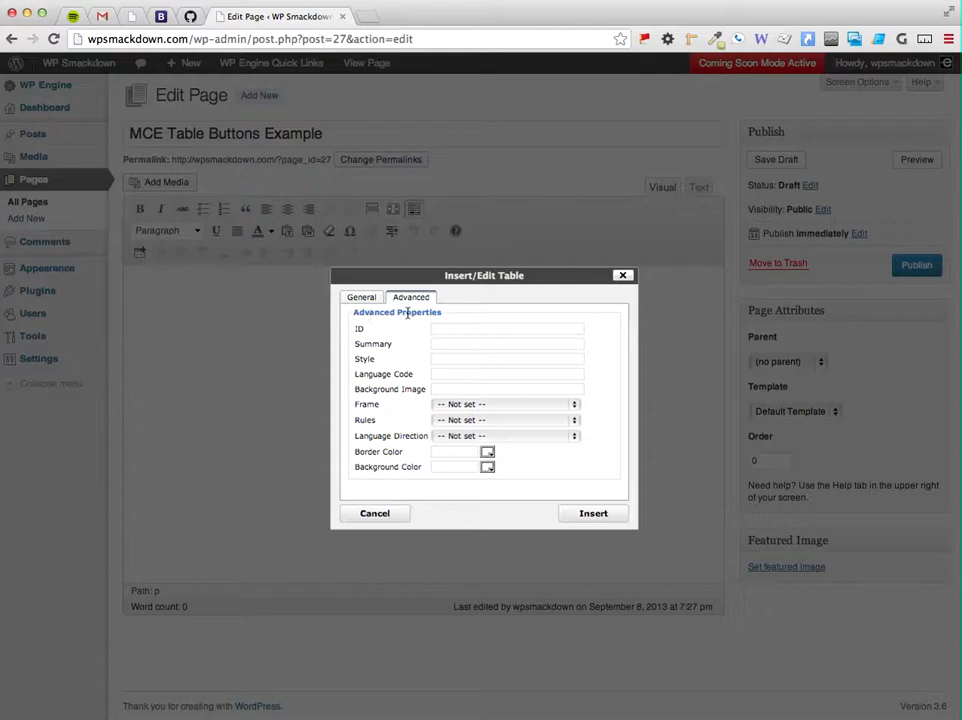 Edit Page ‹ WP Smackdown
wpsmackdown.com/wp-admin/post.php?post=27&action=edit
WP Smackdown
+ New
WP Engine Quick Links
View Page
Coming Soon Mode Active
Howdy, wpsmackdown
WP Engine
Dashboard
Posts
Media
Pages
All Pages
Add New
Comments
Appearance
Plugins
Users
Tools
Settings
Collapse menu
Screen Options
Help
Edit Page
Add New
MCE Table Buttons Example
Permalink: http://wpsmackdown.com/?page_id=27
Change Permalinks
Add Media
Visual
Text
B I ABC
Paragraph
U
A
Ω
Insert/Edit Table
General
Advanced
Advanced Properties
ID
Summary
Style
Language Code
Background Image
Frame
-- Not set --
Rules
-- Not set --
Language Direction
-- Not set --
Border Color
Background Color
Cancel
Insert
Path: p
Word count: 0
Last edited by wpsmackdown on September 8, 2013 at 7:27 pm
Publish
Save Draft
Preview
Status: Draft Edit
Visibility: Public Edit
Publish immediately Edit
Move to Trash
Publish
Page Attributes
Parent
(no parent)
Template
Default Template
Order
0
Need help? Use the Help tab in the upper right
of your screen.
Featured Image
Set featured image
Thank you for creating with WordPress.
Version 3.6